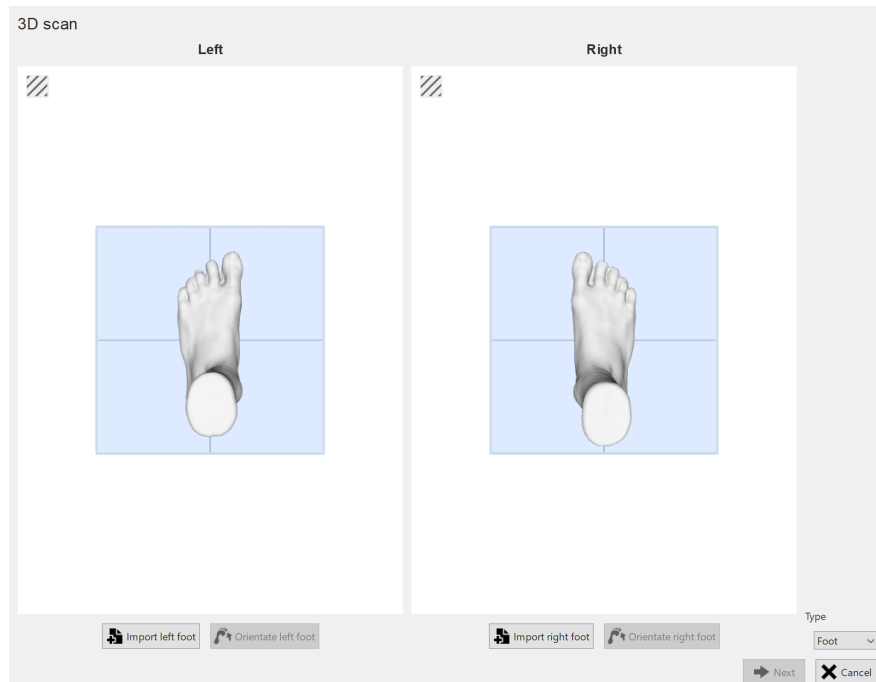 3D scan
Left
Right
Import left foot
Orientate left foot
Import right foot
Orientate right foot
Type
Foot
Next
Cancel